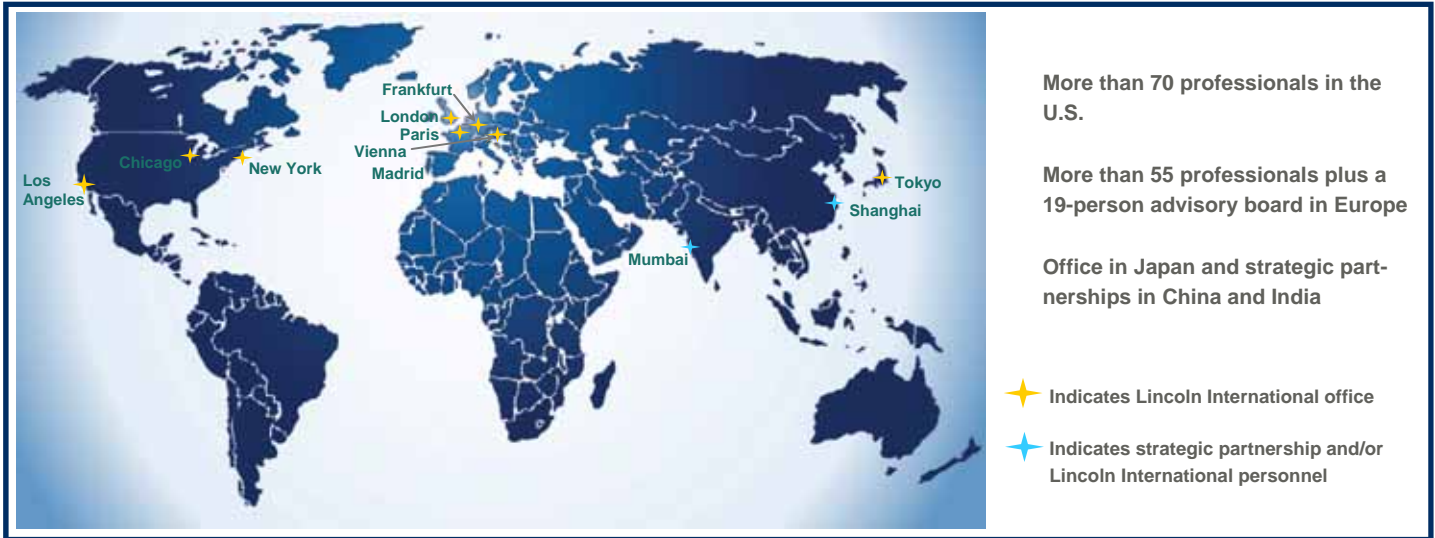 Frankfurt
London
Paris
Vienna
Madrid
Chicago
New York
Los
Angeles
Tokyo
Shanghai
Mumbai
More than 70 professionals in the
U.S.
More than 55 professionals plus a
19-person advisory board in Europe
Office in Japan and strategic part-
nerships in China and India
Indicates Lincoln International office
Indicates strategic partnership and/or
Lincoln International personnel